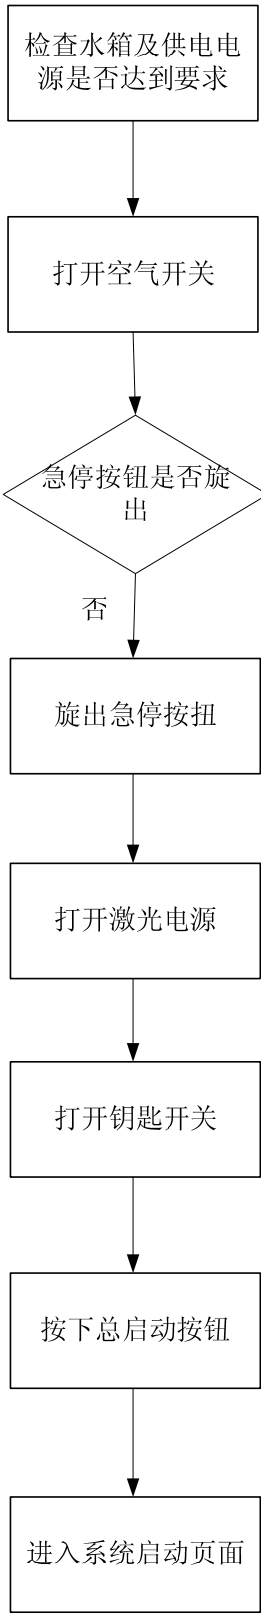 检查水箱及供电电
源是否达到要求
打开空气开关
急停按钮是否旋
出
否
旋出急停按扭
打开激光电源
打开钥匙开关
按下总启动按钮
进入系统启动页面